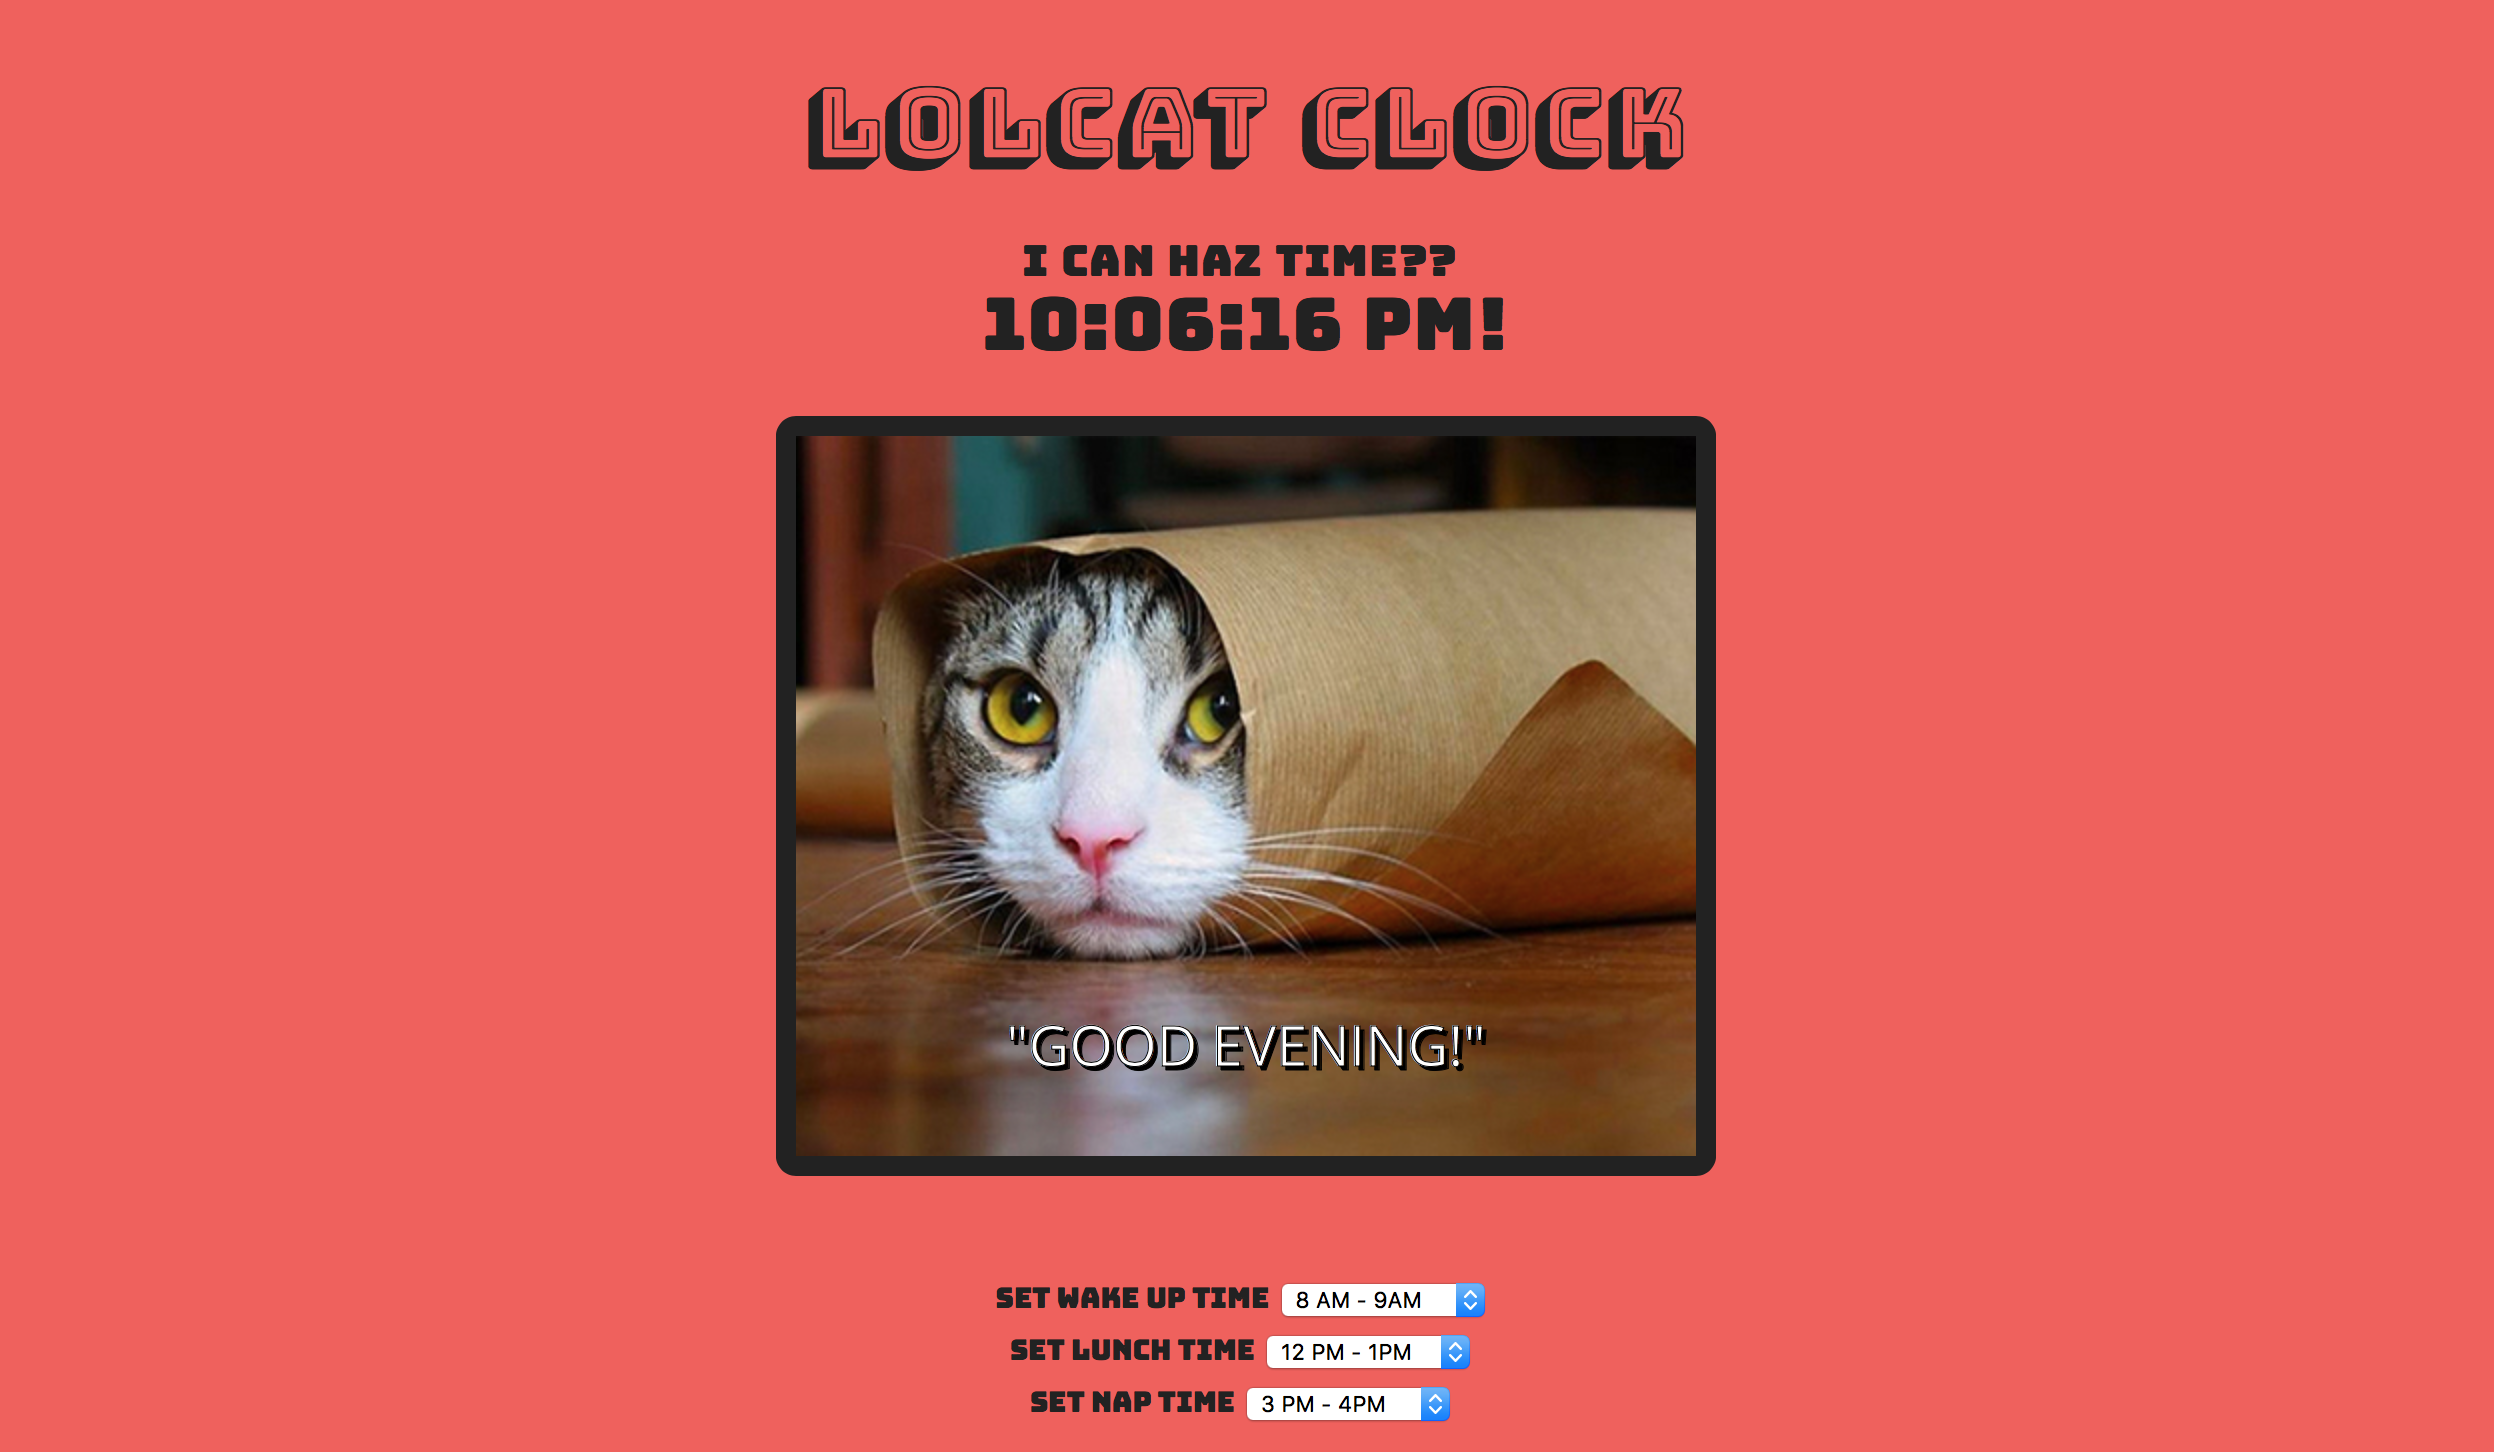 LOLCAT CLOCK
I CAN HAZ TIME??
10:06:16 PM!
"GOOD EVENING!"
SET WAKE UP TIME 8 AM - 9AM
SET LUNCH TIME 12 PM - 1PM
SET NAP TIME 3 PM - 4PM